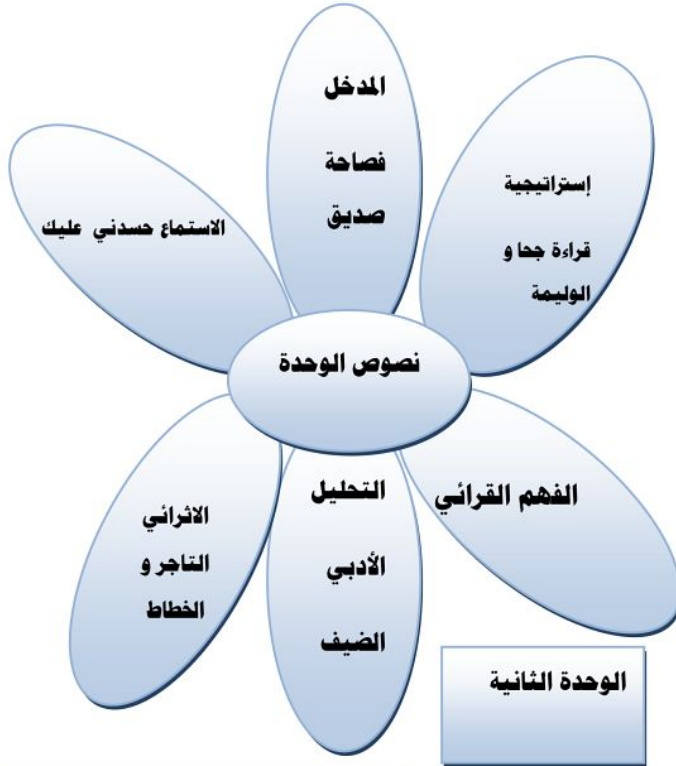 المدخل
فصاحة
صديق
إستراتيجية
قراءة جحا و
الوليمة
الاستماع حسدني عليك
نصوص الوحدة
الفهم القرائي
التحليل
الأدبي
الضيف
الاثرائي
التاجر و
الخطاط
الوحدة الثانية